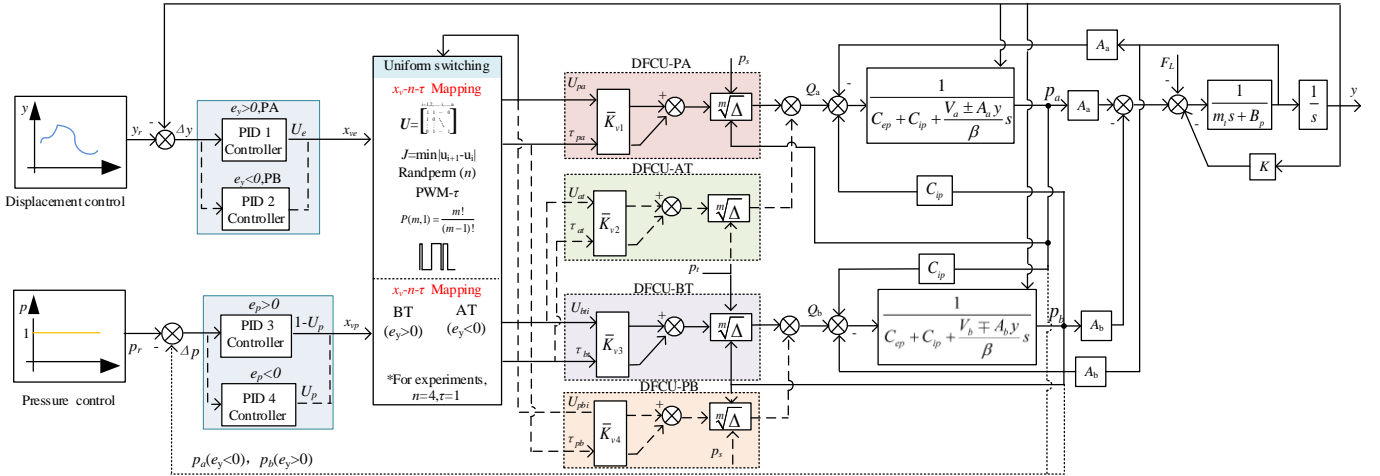 y
y_r
Displacement control
-
Δy
e_y>0,PA
PID 1
Controller
U_e
e_y<0,PB
PID 2
Controller
x_ve
p
1
p_r
Pressure control
-
Δp
e_p>0
PID 3
Controller
1-U_p
e_p<0
PID 4
Controller
U_p
x_vp
p_a(e_y<0), p_b(e_y>0)
Uniform switching
x_v-n-τ Mapping
U=
J=min|u_{i+1}-u_i|
Randperm (n)
PWM-τ
P(m,1)=m!/(m-1)!
x_v-n-τ Mapping
BT
(e_y>0)
AT
(e_y<0)
*For experiments,
n=4,τ=1
DFCU-PA
U_pa
τ_pa
K̅_v1
+
m√Δ
p_s
DFCU-AT
U_at
τ_at
K̅_v2
+
m√Δ
p_t
DFCU-BT
U_bti
τ_bt
K̅_v3
+
m√Δ
DFCU-PB
U_pbi
τ_pb
K̅_v4
+
m√Δ
p_s
Q_a
-
-
1
C_ep + C_ip + (V_a ± A_a y)/β s
p_a
A_a
A_a
C_ip
C_ip
Q_b
-
1
C_ep + C_ip + (V_b ∓ A_b y)/β s
p_b
A_b
A_b
-
F_L
-
-
1
m_t s + B_p
1
s
y
K